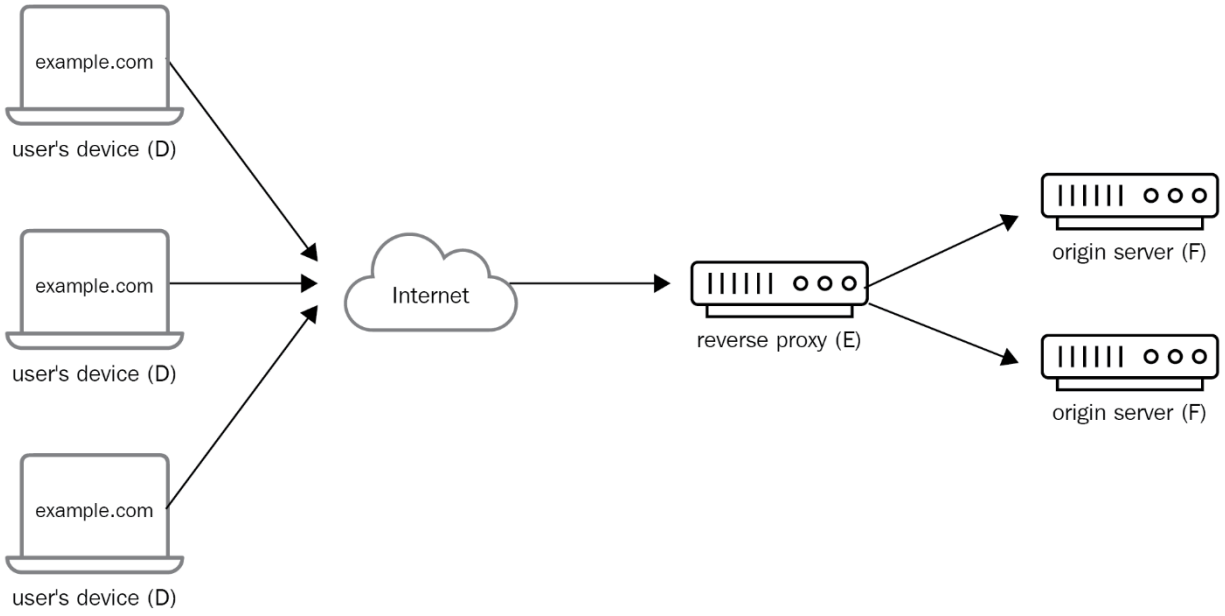 example.com
user's device (D)
example.com
user's device (D)
example.com
user's device (D)
Internet
reverse proxy (E)
origin server (F)
origin server (F)